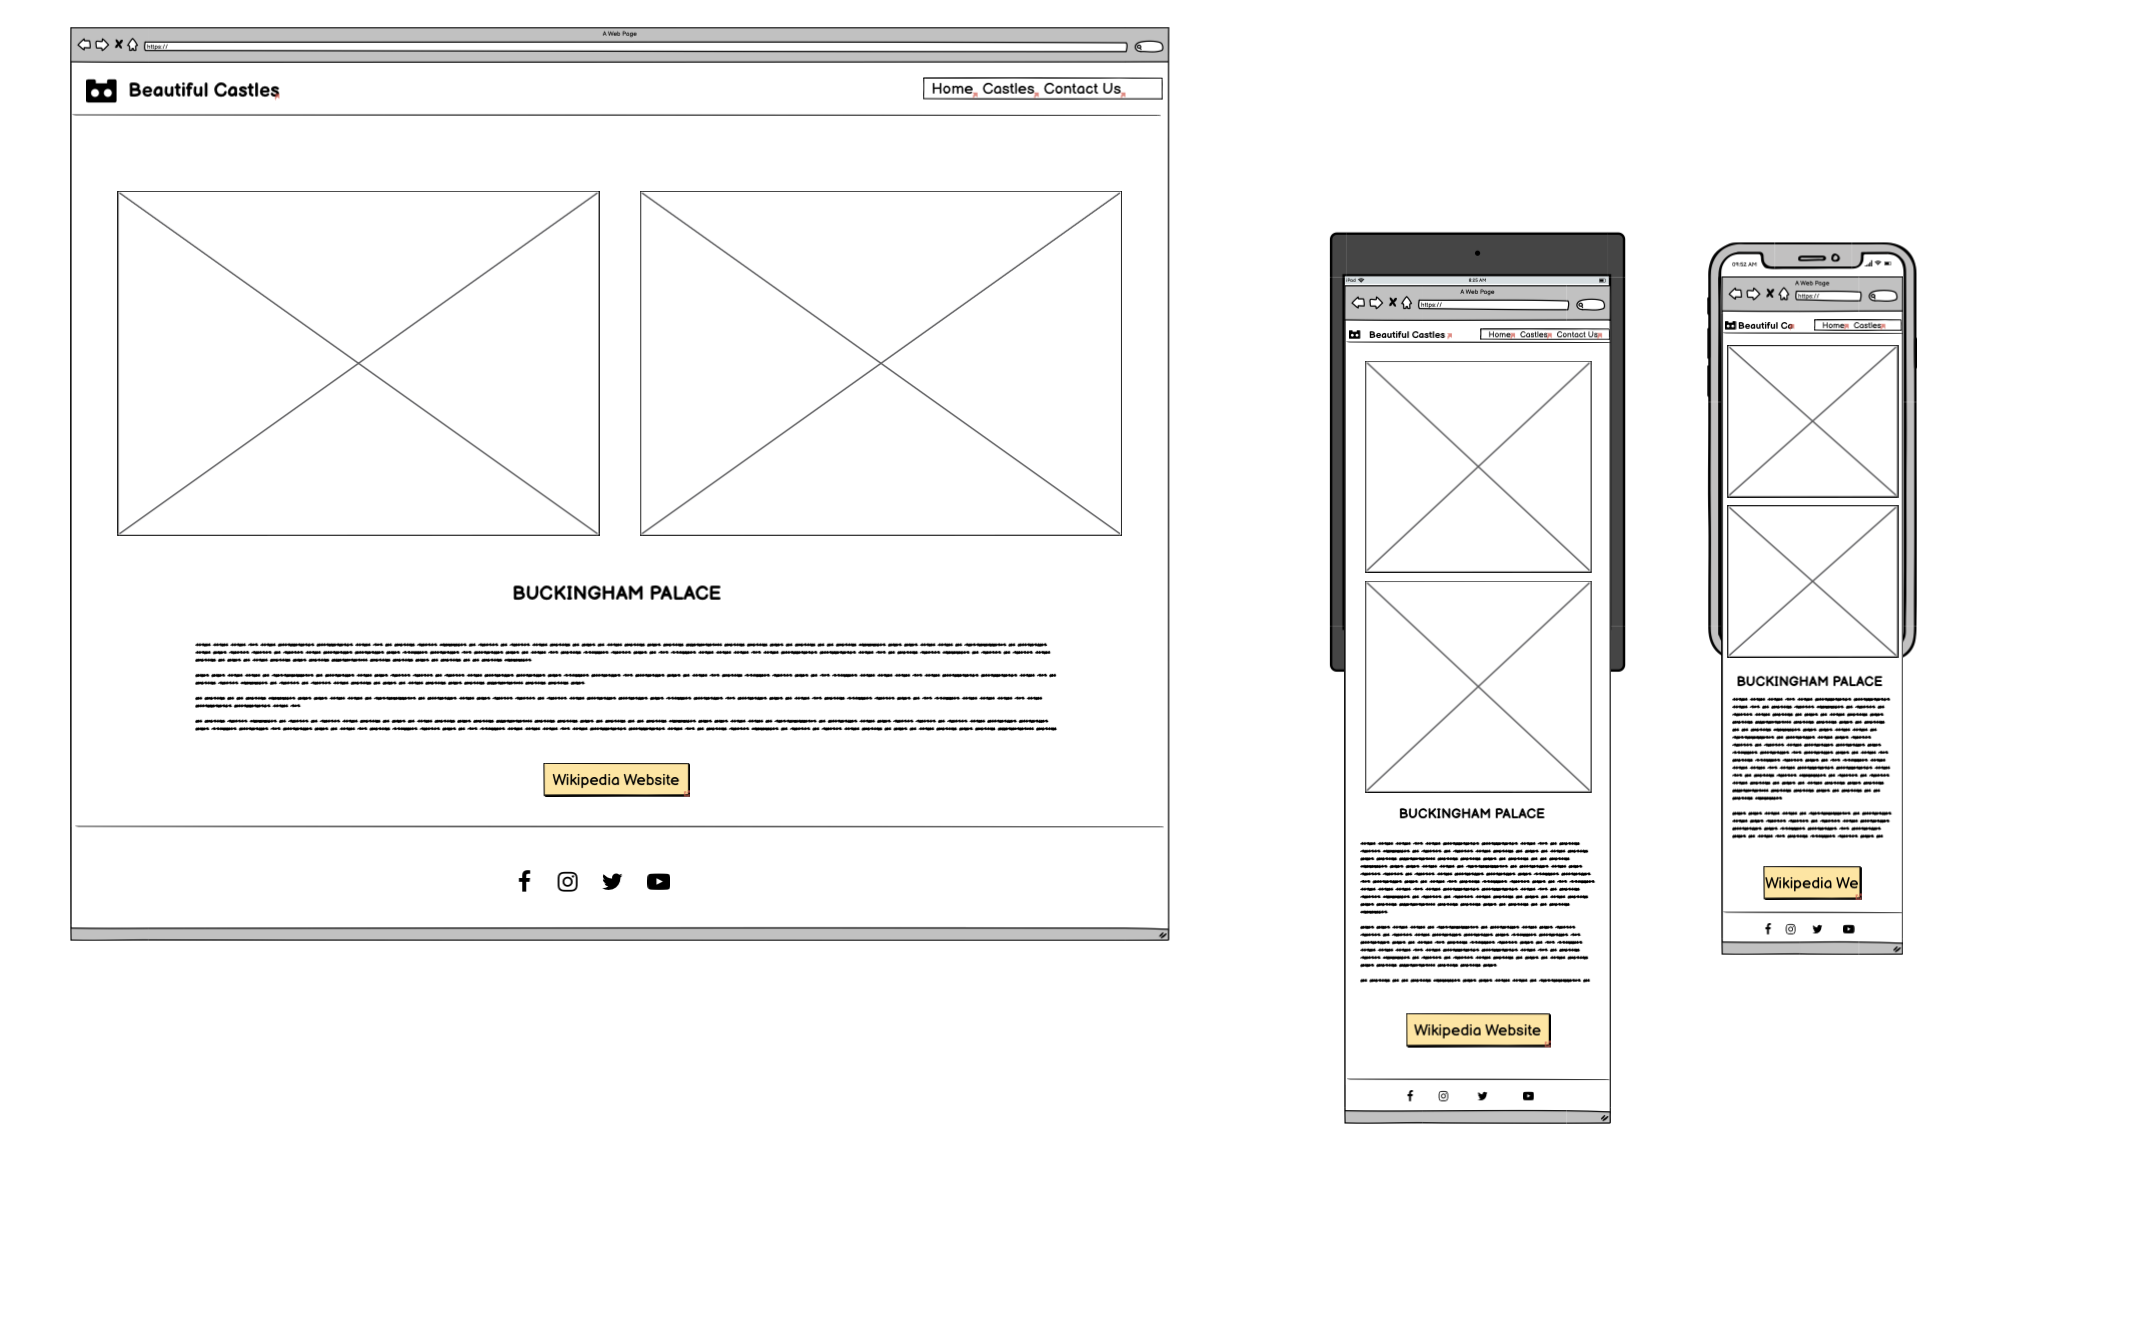 A Web Page
https://
Beautiful Castles
Home Castles Contact Us
BUCKINGHAM PALACE
Wikipedia Website
iPad 8:25 AM
A Web Page
https://
Beautiful Castles
Home Castles Contact Us
BUCKINGHAM PALACE
Wikipedia Website
09:52 AM
A Web Page
https://
Beautiful Ca
Home Castles
BUCKINGHAM PALACE
Wikipedia We